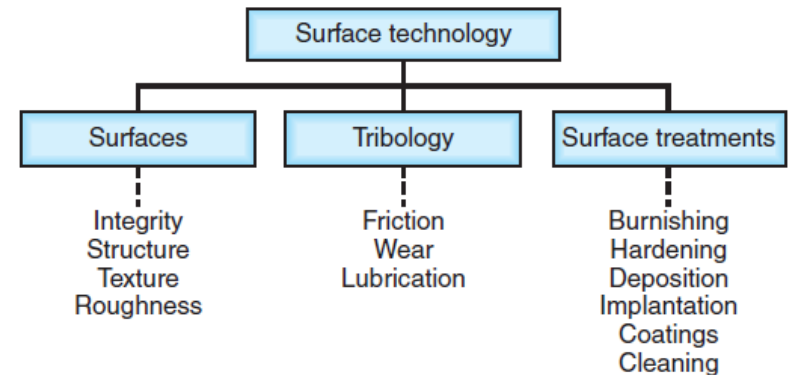 Surface technology
Surfaces
Tribology
Surface treatments
Integrity
Structure
Texture
Roughness
Friction
Wear
Lubrication
Burnishing
Hardening
Deposition
Implantation
Coatings
Cleaning